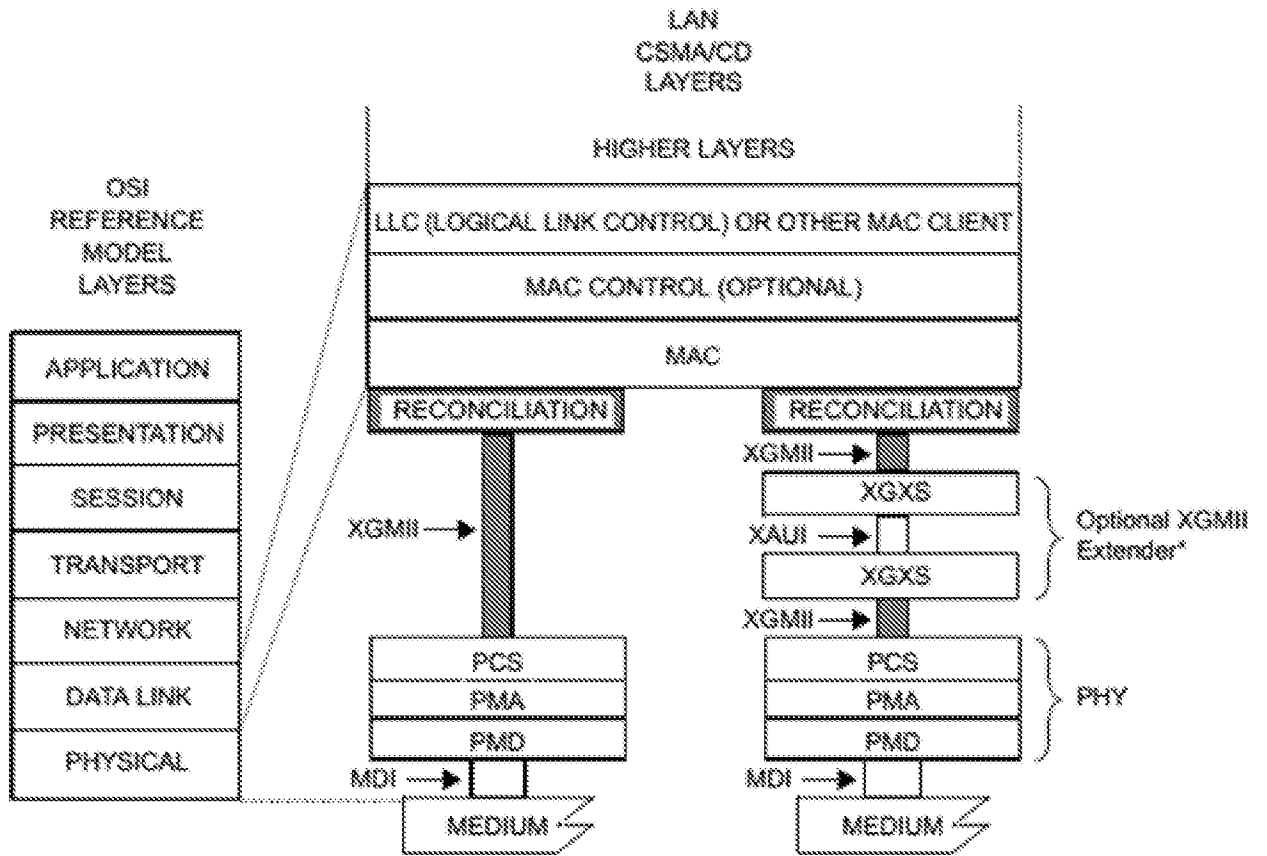 LAN
CSMA/CD
LAYERS
HIGHER LAYERS
OSI
REFERENCE
MODEL
LAYERS
LLC (LOGICAL LINK CONTROL) OR OTHER MAC CLIENT
MAC CONTROL (OPTIONAL)
MAC
APPLICATION
PRESENTATION
SESSION
TRANSPORT
NETWORK
DATA LINK
PHYSICAL
RECONCILIATION
XGMII
PCS
PMA
PMD
MDI
MEDIUM
RECONCILIATION
XGMII
XGXS
XAUI
XGXS
XGMII
Optional XGMII
Extender*
PCS
PMA
PMD
PHY
MDI
MEDIUM